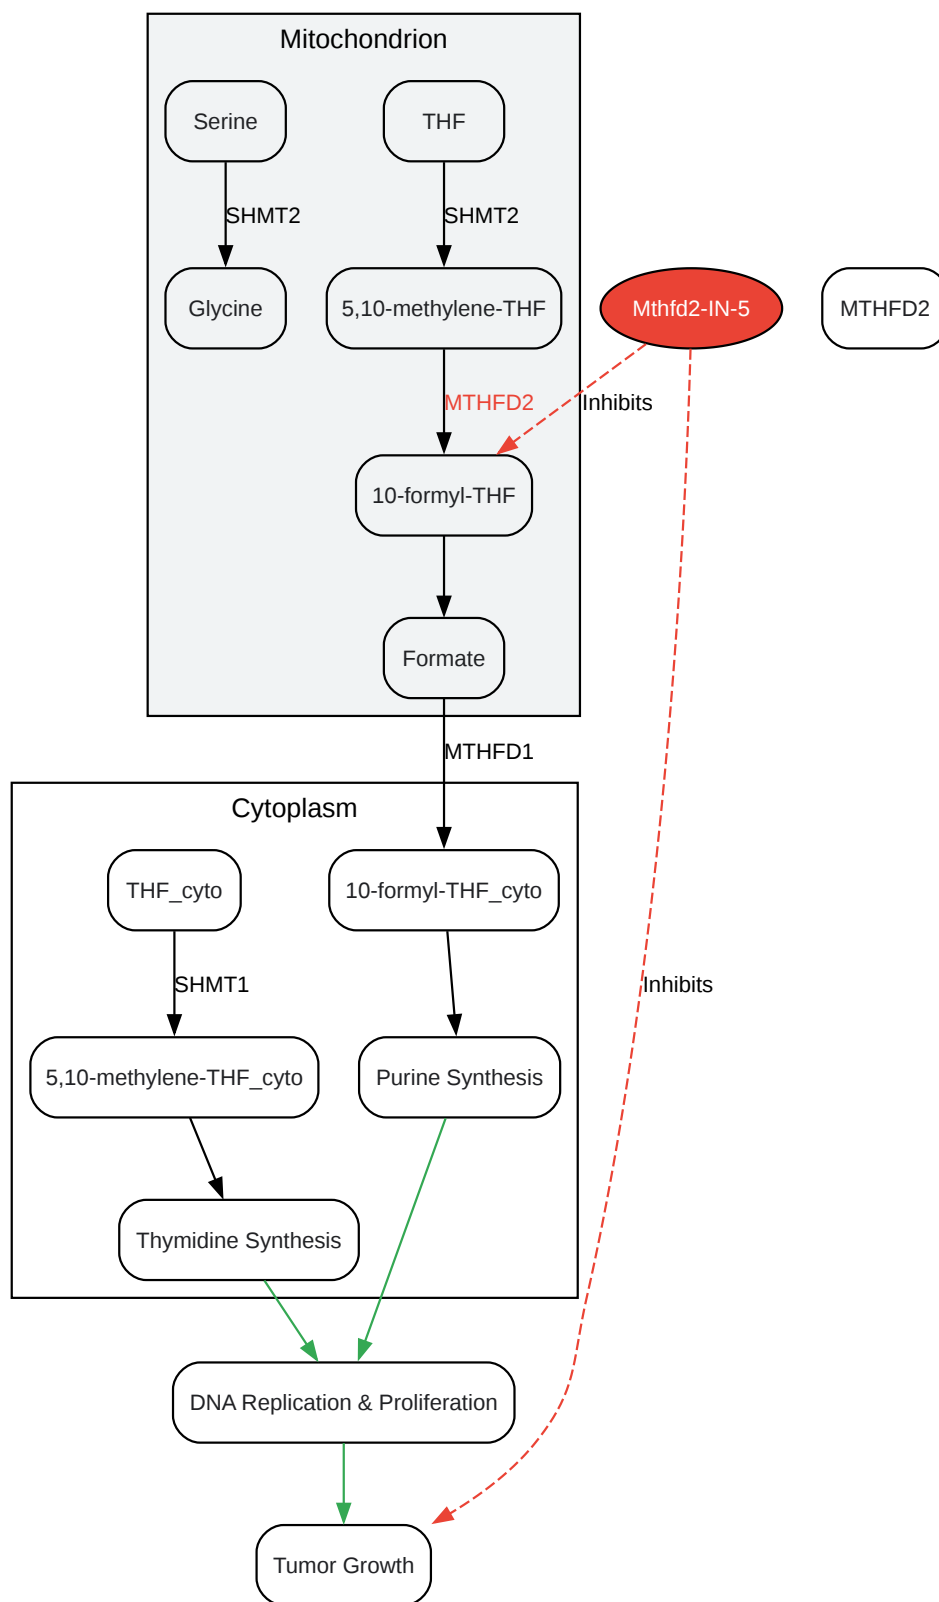 Mitochondrion
Serine
THF
SHMT2
SHMT2
Glycine
5,10-methylene-THF
Mthfd2-IN-5
MTHFD2
MTHFD2
Inhibits
10-formyl-THF
Formate
MTHFD1
Cytoplasm
THF_cyto
10-formyl-THF_cyto
SHMT1
Inhibits
5,10-methylene-THF_cyto
Purine Synthesis
Thymidine Synthesis
DNA Replication & Proliferation
Tumor Growth